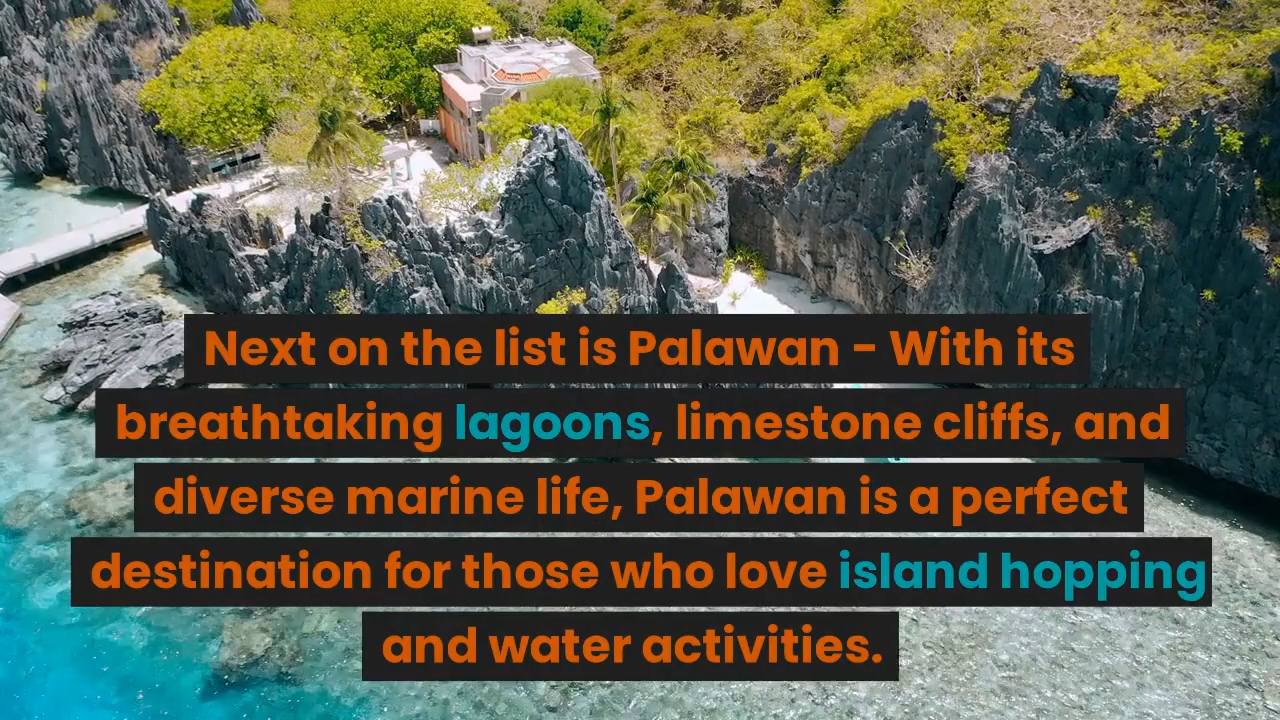 Next on the list is Palawan - With its
breathtaking lagoons, limestone cliffs, and
diverse marine life, Palawan is a perfect
destination for those who love island hopping
and water activities.